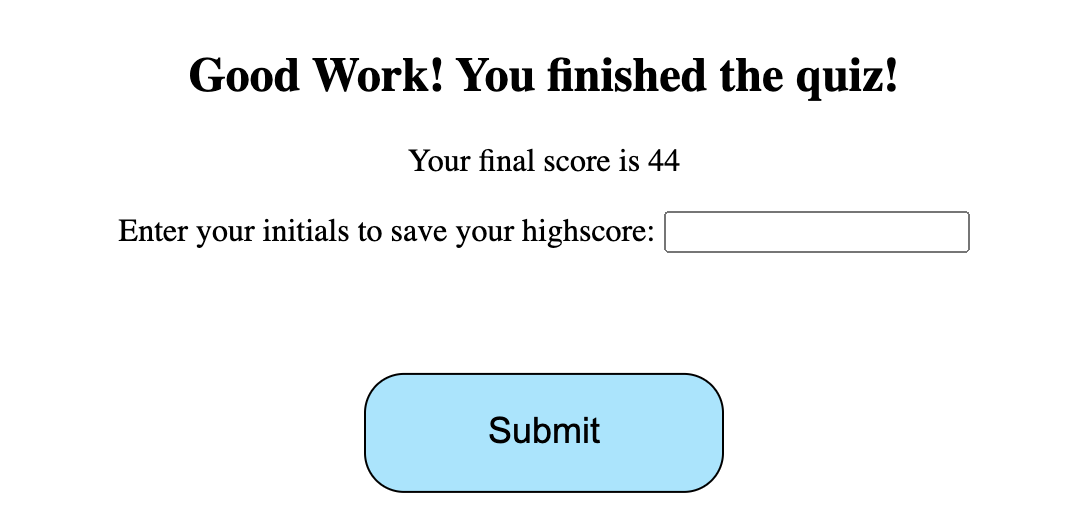 Good Work! You finished the quiz!
Your final score is 44
Enter your initials to save your highscore:
Submit